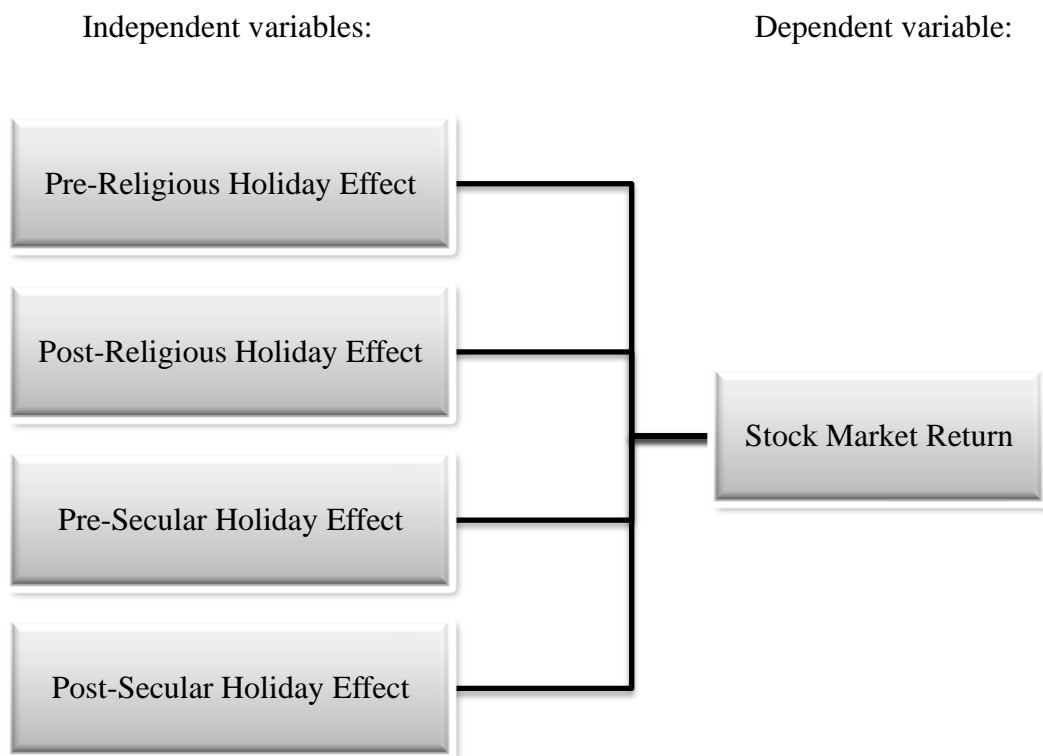 Independent variables:
Dependent variable:
Pre-Religious Holiday Effect
Post-Religious Holiday Effect
Stock Market Return
Pre-Secular Holiday Effect
Post-Secular Holiday Effect